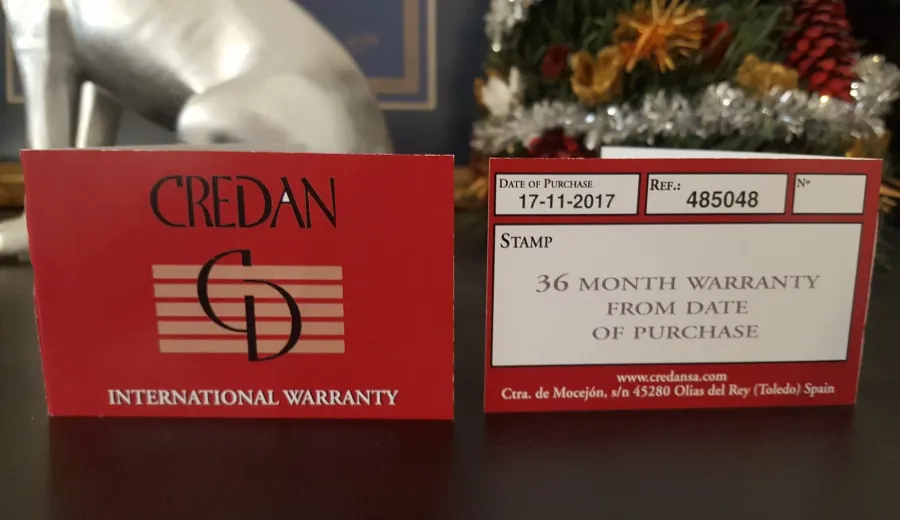 CREDAN
CD
INTERNATIONAL WARRANTY
DATE OF PURCHASE
17-11-2017
REF.:
485048
Nº
STAMP
36 MONTH WARRANTY
FROM DATE
OF PURCHASE
www.credansa.com
Ctra. de Mocejón, s/n 45280 Olias del Rey (Toledo) Spain